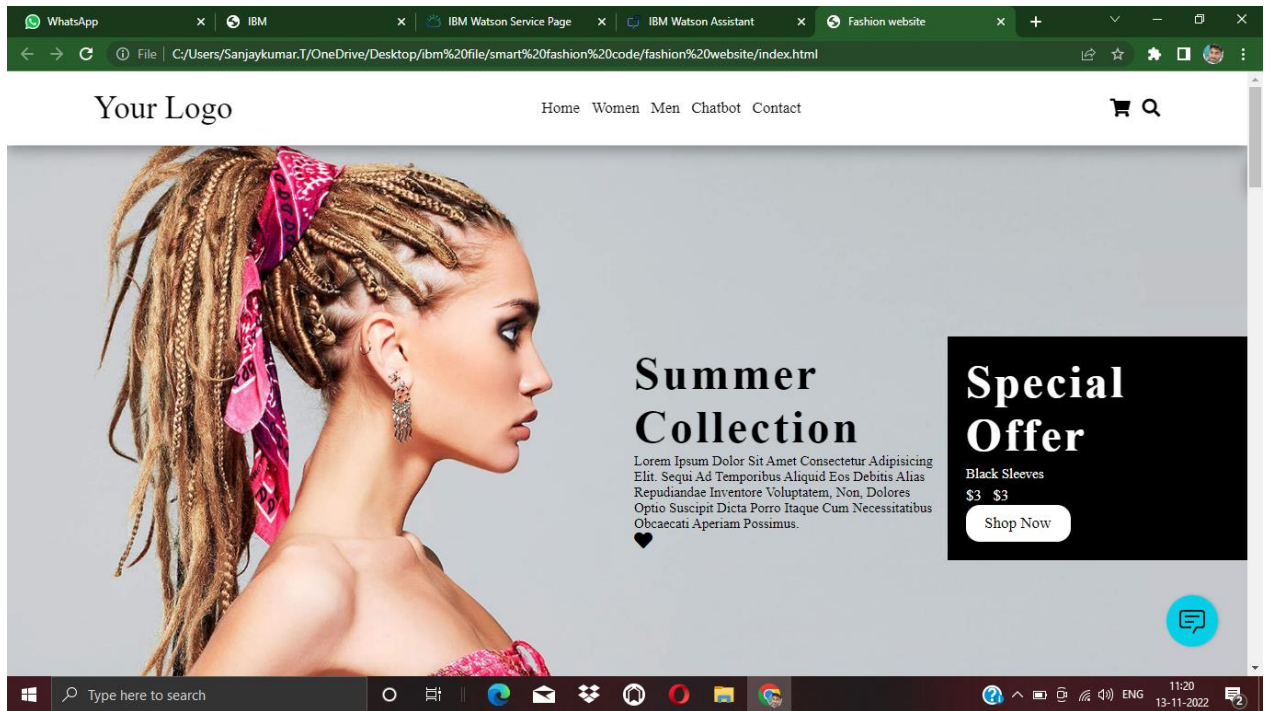 WhatsApp
IBM
IBM Watson Service Page
IBM Watson Assistant
Fashion website
File | C:/Users/Sanjaykumar.T/OneDrive/Desktop/ibm%20file/smart%20fashion%20code/fashion%20website/index.html
Your Logo
Home Women Men Chatbot Contact
Summer
Collection
Lorem Ipsum Dolor Sit Amet Consectetur Adipisicing
Elit. Sequi Ad Temporibus Aliquid Eos Debitis Alias
Repudiandae Inventore Voluptatem, Non, Dolores
Optio Suscipit Dicta Porro Itaque Cum Necessitatibus
Obcaecati Aperiam Possimus.
Special
Offer
Black Sleeves
$3 $3
Shop Now
Type here to search
ENG
11:20
13-11-2022
2